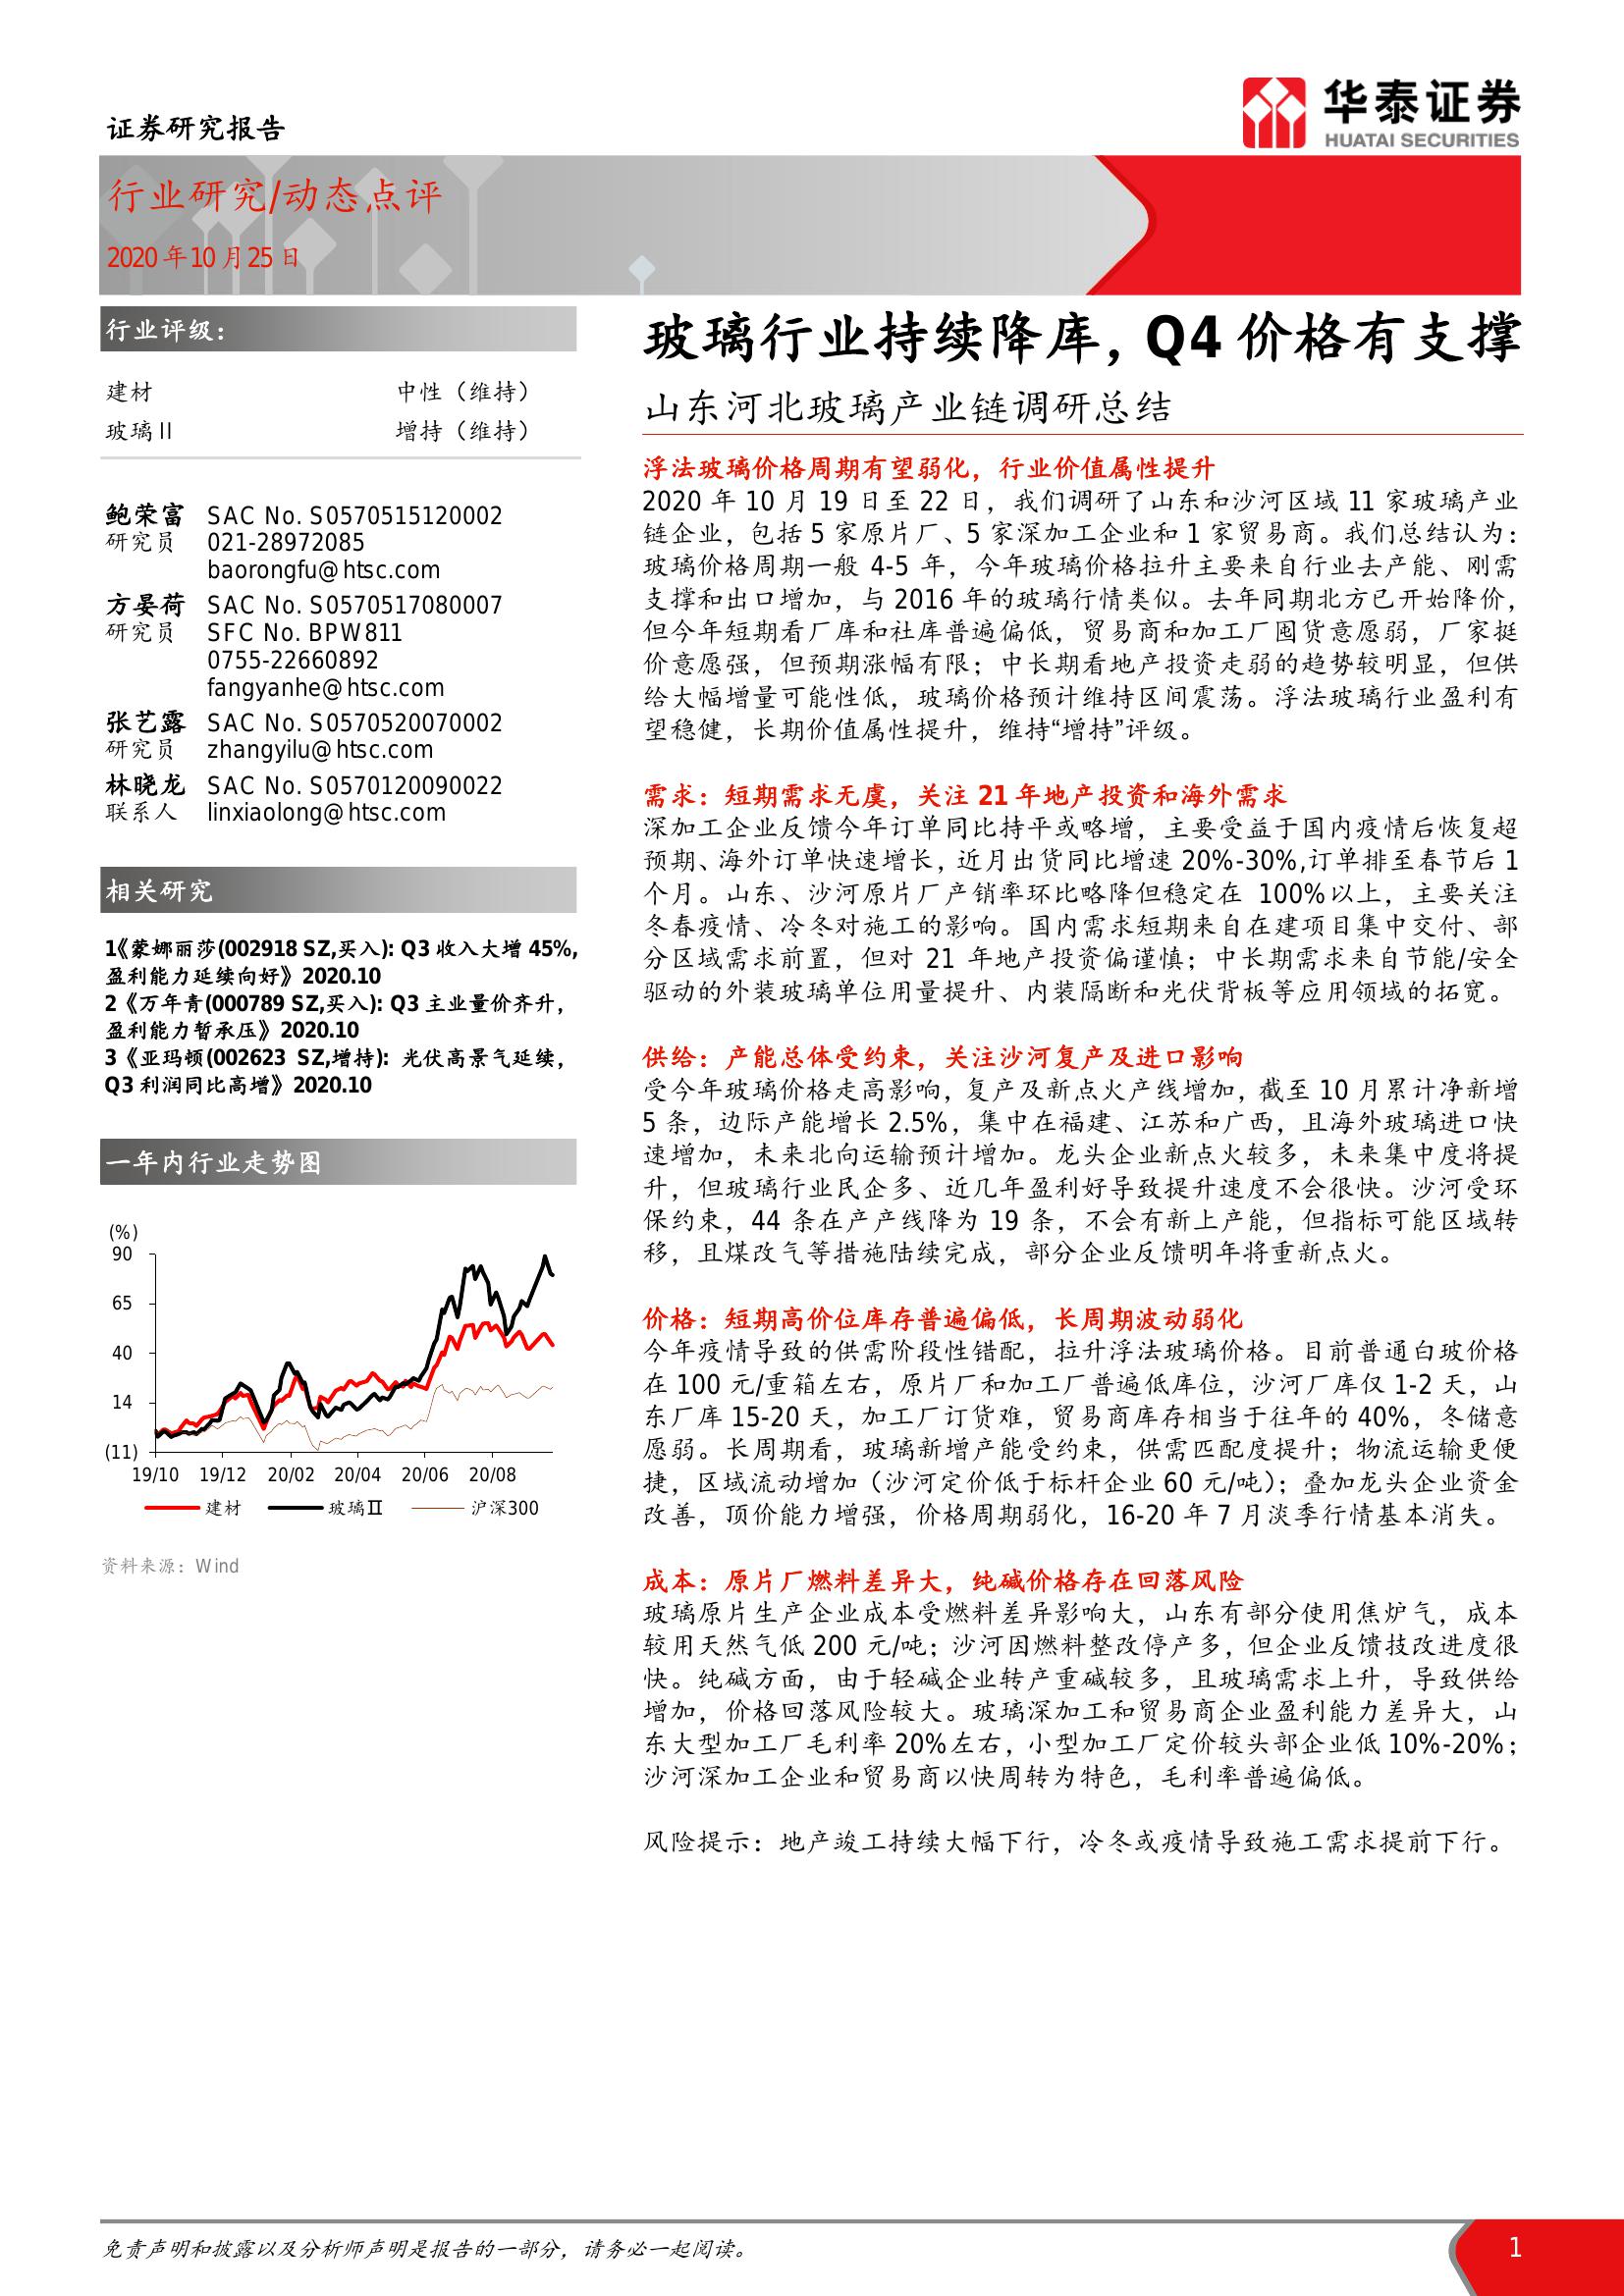 证券研究报告
华泰证券
HUATAI SECURITIES
行业研究/动态点评
2020年10月25日
行业评级：
建材 中性（维持）
玻璃II 增持（维持）
鲍荣富 SAC No. S0570515120002
研究员 021-28972085
baorongfu@htsc.com
方晏荷 SAC No. S0570517080007
研究员 SFC No. BPW811
0755-22660892
fangyanhe@htsc.com
张艺露 SAC No. S0570520070002
研究员 zhangyilu@htsc.com
林晓龙 SAC No. S0570120090022
联系人 linxiaolong@htsc.com
相关研究
1《蒙娜丽莎(002918 SZ,买入): Q3 收入大增 45%,
盈利能力延续向好》2020.10
2《万年青(000789 SZ,买入): Q3 主业量价齐升，
盈利能力暂承压》2020.10
3《亚玛顿(002623 SZ,增持): 光伏高景气延续，
Q3 利润同比高增》2020.10
一年内行业走势图
(%)
90
65
40
14
(11)
19/10 19/12 20/02 20/04 20/06 20/08
建材 玻璃Ⅱ 沪深300
资料来源：Wind
玻璃行业持续降库，Q4 价格有支撑
山东河北玻璃产业链调研总结
浮法玻璃价格周期有望弱化，行业价值属性提升
2020 年 10 月 19 日至 22 日，我们调研了山东和沙河区域 11 家玻璃产业
链企业，包括 5 家原片厂、5 家深加工企业和 1 家贸易商。我们总结认为：
玻璃价格周期一般 4-5 年，今年玻璃价格拉升主要来自行业去产能、刚需
支撑和出口增加，与 2016 年的玻璃行情类似。去年同期北方已开始降价，
但今年短期看厂库和社库普遍偏低，贸易商和加工厂囤货意愿弱，厂家挺
价意愿强，但预期涨幅有限；中长期看地产投资走弱的趋势较明显，但供
给大幅增量可能性低，玻璃价格预计维持区间震荡。浮法玻璃行业盈利有
望稳健，长期价值属性提升，维持“增持”评级。
需求：短期需求无虞，关注 21 年地产投资和海外需求
深加工企业反馈今年订单同比持平或略增，主要受益于国内疫情后恢复超
预期、海外订单快速增长，近月出货同比增速 20%-30%,订单排至春节后 1
个月。山东、沙河原片厂产销率环比略降但稳定在 100%以上，主要关注
冬春疫情、冷冬对施工的影响。国内需求短期来自在建项目集中交付、部
分区域需求前置，但对 21 年地产投资偏谨慎；中长期需求来自节能/安全
驱动的外装玻璃单位用量提升、内装隔断和光伏背板等应用领域的拓宽。
供给：产能总体受约束，关注沙河复产及进口影响
受今年玻璃价格走高影响，复产及新点火产线增加，截至 10 月累计净新增
5 条，边际产能增长 2.5%，集中在福建、江苏和广西，且海外玻璃进口快
速增加，未来北向运输预计增加。龙头企业新点火较多，未来集中度将提
升，但玻璃行业民企多、近几年盈利好导致提升速度不会很快。沙河受环
保约束，44 条在产产线降为 19 条，不会有新上产能，但指标可能区域转
移，且煤改气等措施陆续完成，部分企业反馈明年将重新点火。
价格：短期高价位库存普遍偏低，长周期波动弱化
今年疫情导致的供需阶段性错配，拉升浮法玻璃价格。目前普通白玻价格
在 100 元/重箱左右，原片厂和加工厂普遍低库位，沙河厂库仅 1-2 天，山
东厂库 15-20 天，加工厂订货难，贸易商库存相当于往年的 40%，冬储意
愿弱。长周期看，玻璃新增产能受约束，供需匹配度提升；物流运输更便
捷，区域流动增加（沙河定价低于标杆企业 60 元/吨）；叠加龙头企业资金
改善，顶价能力增强，价格周期弱化，16-20 年 7 月淡季行情基本消失。
成本：原片厂燃料差异大，纯碱价格存在回落风险
玻璃原片生产企业成本受燃料差异影响大，山东有部分使用焦炉气，成本
较用天然气低 200 元/吨；沙河因燃料整改停产多，但企业反馈技改进度很
快。纯碱方面，由于轻碱企业转产重碱较多，且玻璃需求上升，导致供给
增加，价格回落风险较大。玻璃深加工和贸易商企业盈利能力差异大，山
东大型加工厂毛利率 20%左右，小型加工厂定价较头部企业低 10%-20%；
沙河深加工企业和贸易商以快周转为特色，毛利率普遍偏低。
风险提示：地产竣工持续大幅下行，冷冬或疫情导致施工需求提前下行。
免责声明和披露以及分析师声明是报告的一部分，请务必一起阅读。
1